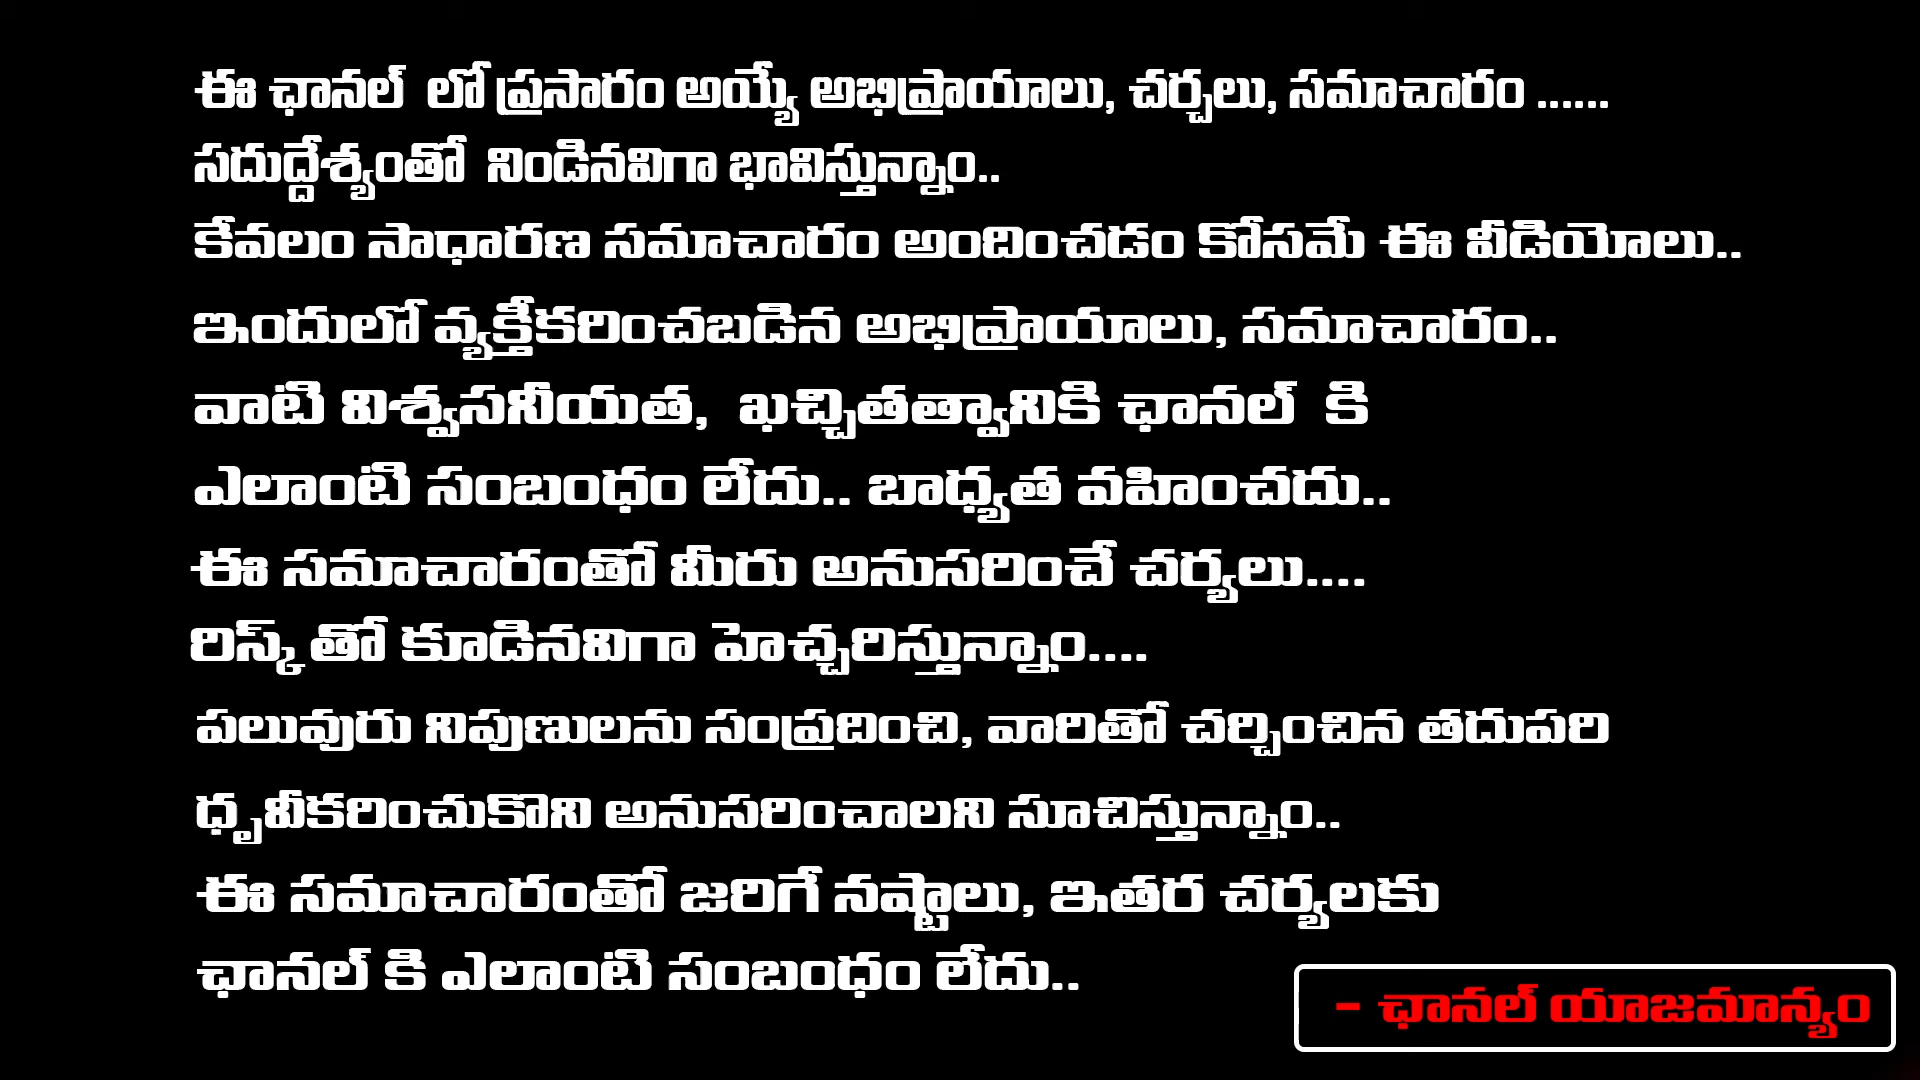 ఈ ఛానల్ లో ప్రసారం అయ్యే అభిప్రాయాలు, చర్చలు, సమాచారం ......
సదుద్దేశ్యంతో నిండినవిగా భావిస్తున్నాం..
కేవలం సాధారణ సమాచారం అందించడం కోసమే ఈ వీడియోలు..
ఇందులో వ్యక్తీకరించబడిన అభిప్రాయాలు, సమాచారం..
వాటి విశ్వసనీయత, ఖచ్చితత్వానికి ఛానల్ కి
ఎలాంటి సంబంధం లేదు.. బాధ్యత వహించదు..
ఈ సమాచారంతో మీరు అనుసరించే చర్యలు....
రిస్క్ తో కూడినవిగా హెచ్చరిస్తున్నాం....
పలువురు నిపుణులను సంప్రదించి, వారితో చర్చించిన తదుపరి
ధృవీకరించుకొని అనుసరించాలని సూచిస్తున్నాం..
ఈ సమాచారంతో జరిగే నష్టాలు, ఇతర చర్యలకు
ఛానల్ కి ఎలాంటి సంబంధం లేదు..
- ఛానల్ యాజమాన్యం